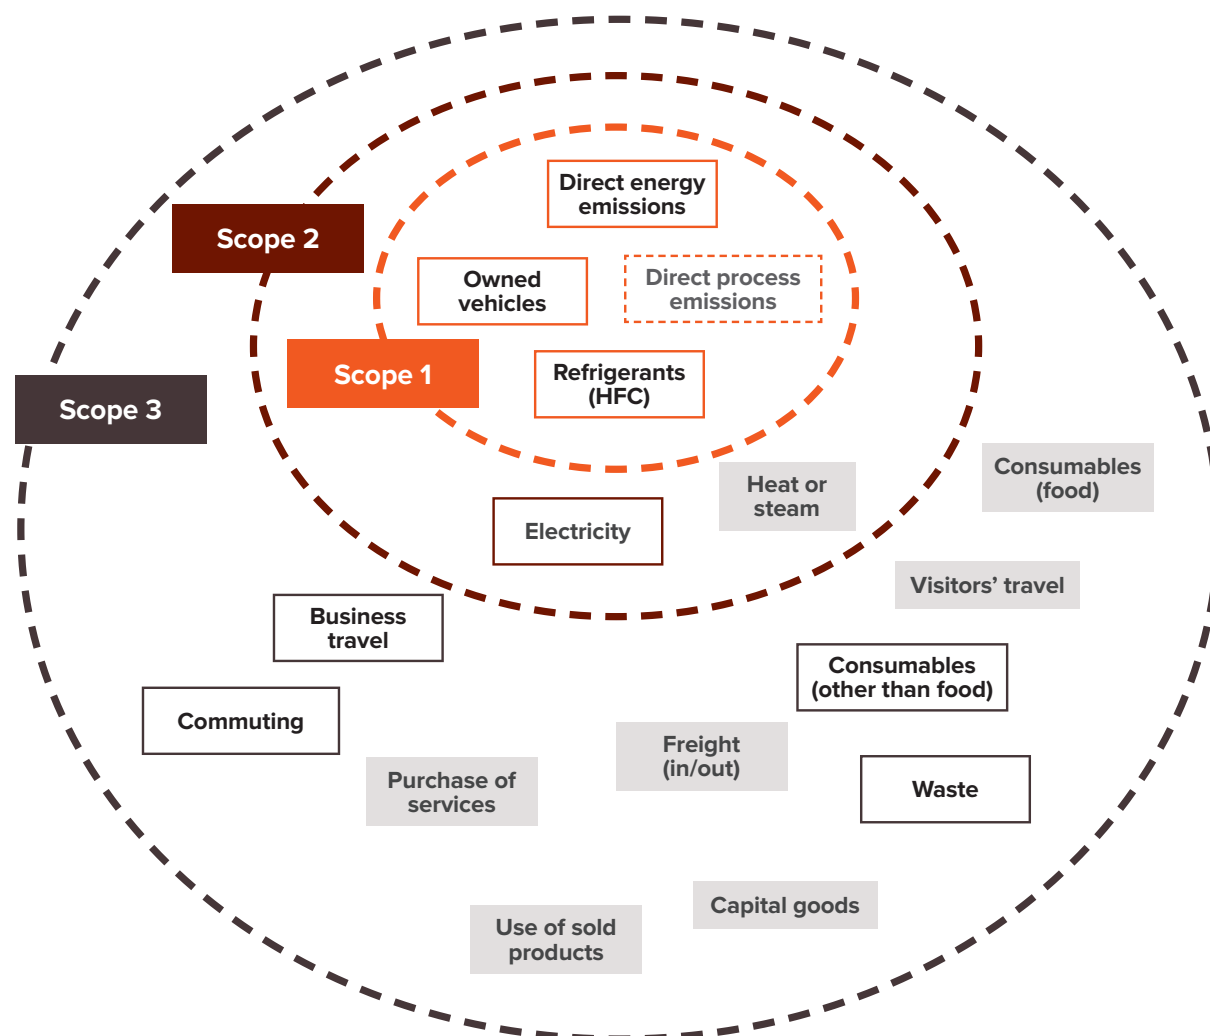 Direct energy
emissions
Scope 2
Owned
vehicles
Direct process
emissions
Scope 1
Refrigerants
(HFC)
Scope 3
Consumables
(food)
Heat or
steam
Electricity
Visitors’ travel
Business
travel
Consumables
(other than food)
Commuting
Freight
(in/out)
Purchase of
services
Waste
Capital goods
Use of sold
products